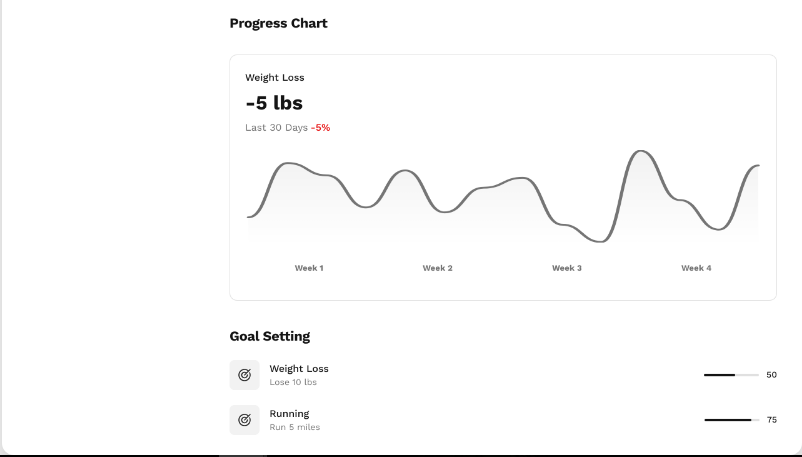 Progress Chart
Weight Loss
-5 lbs
Last 30 Days -5%
Week 1 Week 2 Week 3 Week 4
Goal Setting
Weight Loss
Lose 10 lbs
50
Running
Run 5 miles
75